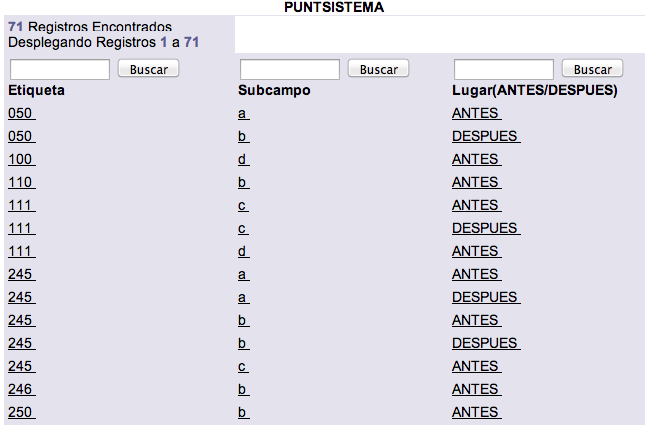 PUNTSISTEMA
71 Registros Encontrados
Desplegando Registros 1 a 71
Buscar Buscar Buscar
Etiqueta Subcampo Lugar(ANTES/DESPUES)
050 a ANTES
050 b DESPUES
100 d ANTES
110 b ANTES
111 c ANTES
111 c DESPUES
111 d ANTES
245 a ANTES
245 a DESPUES
245 b ANTES
245 b DESPUES
245 c ANTES
246 b ANTES
250 b ANTES